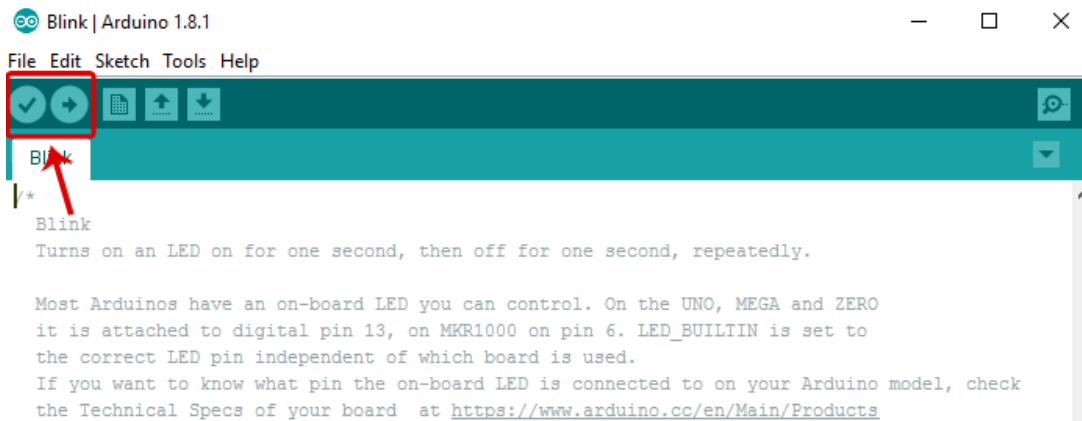 Blink | Arduino 1.8.1
File Edit Sketch Tools Help
Blink
/*
Blink
Turns on an LED on for one second, then off for one second, repeatedly.
Most Arduinos have an on-board LED you can control. On the UNO, MEGA and ZERO
it is attached to digital pin 13, on MKR1000 on pin 6. LED_BUILTIN is set to
the correct LED pin independent of which board is used.
If you want to know what pin the on-board LED is connected to on your Arduino model, check
the Technical Specs of your board  at https://www.arduino.cc/en/Main/Products